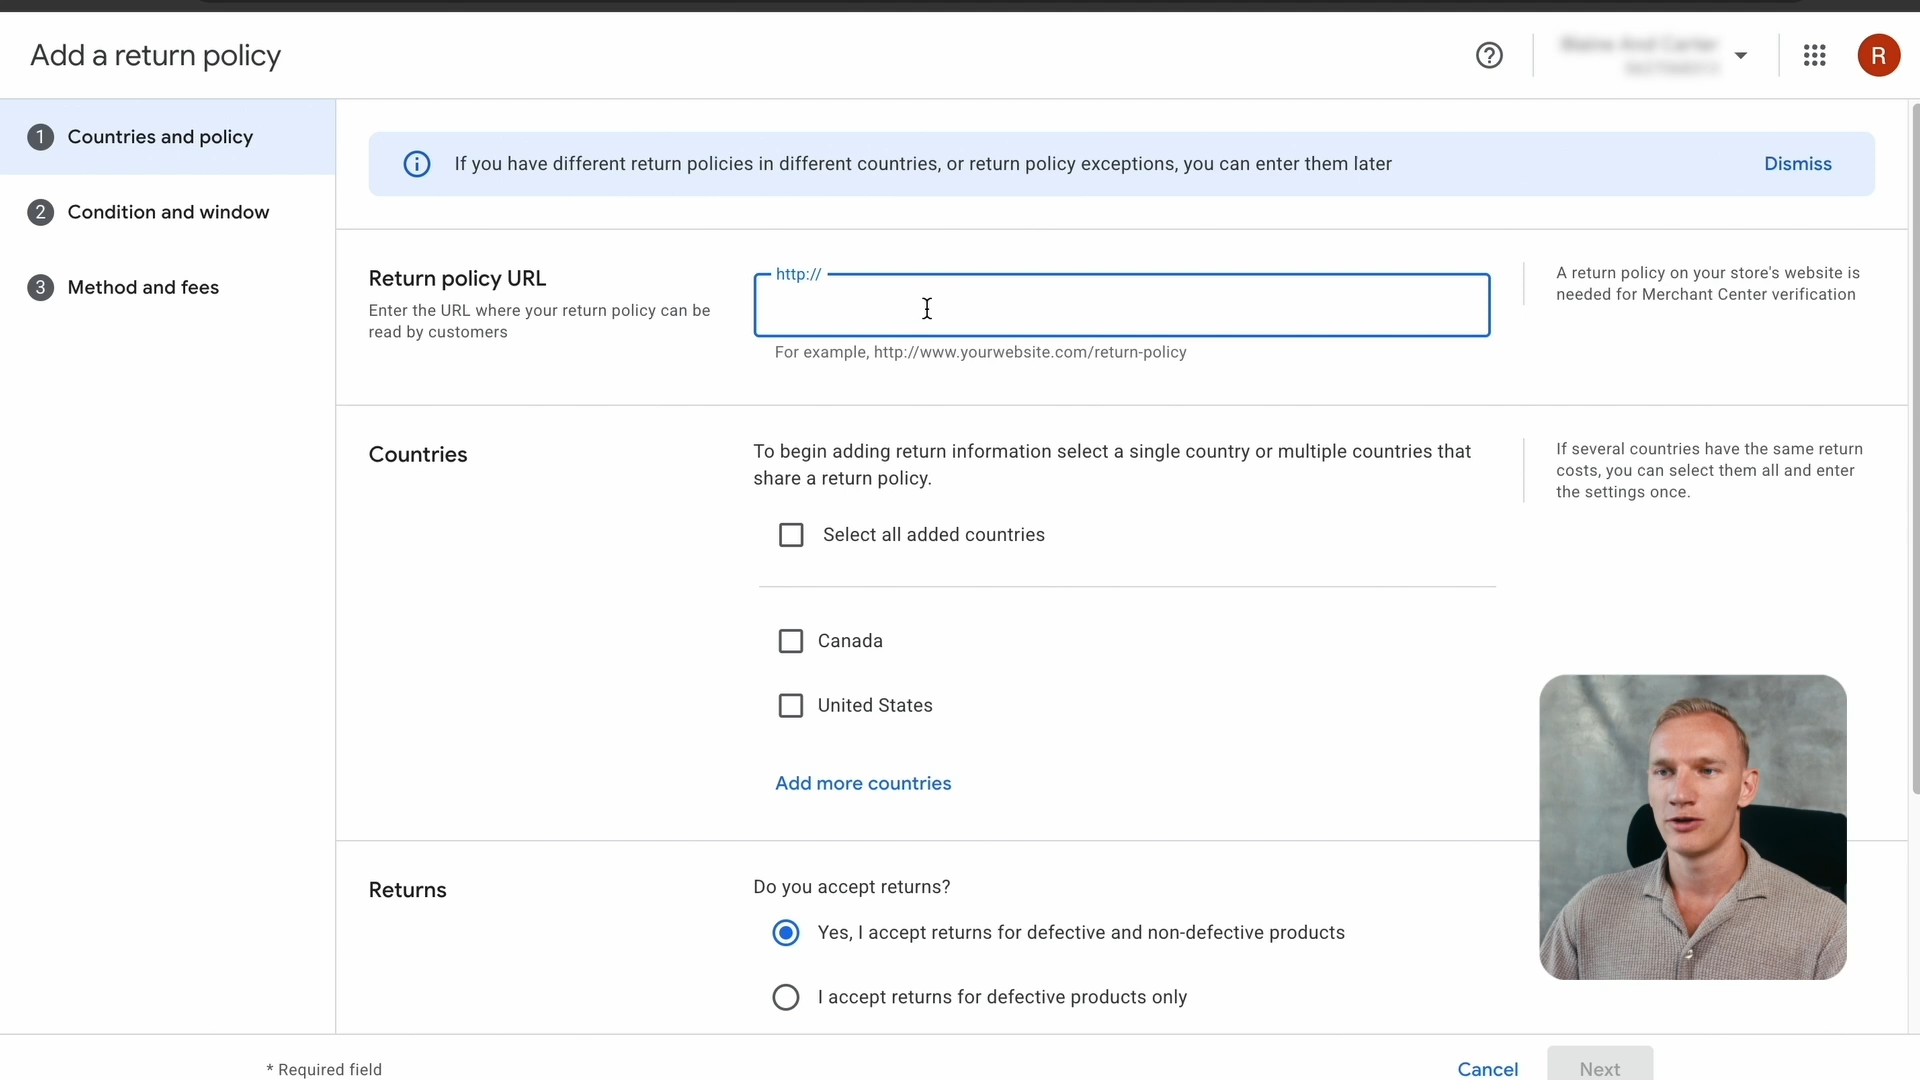 Add a return policy
R
1 Countries and policy
2 Condition and window
3 Method and fees
If you have different return policies in different countries, or return policy exceptions, you can enter them later
Dismiss
Return policy URL
Enter the URL where your return policy can be
read by customers
http://
For example, http://www.yourwebsite.com/return-policy
A return policy on your store's website is
needed for Merchant Center verification
Countries
To begin adding return information select a single country or multiple countries that
share a return policy.
Select all added countries
Canada
United States
Add more countries
If several countries have the same return
costs, you can select them all and enter
the settings once.
Returns
Do you accept returns?
Yes, I accept returns for defective and non-defective products
I accept returns for defective products only
* Required field
Cancel
Next